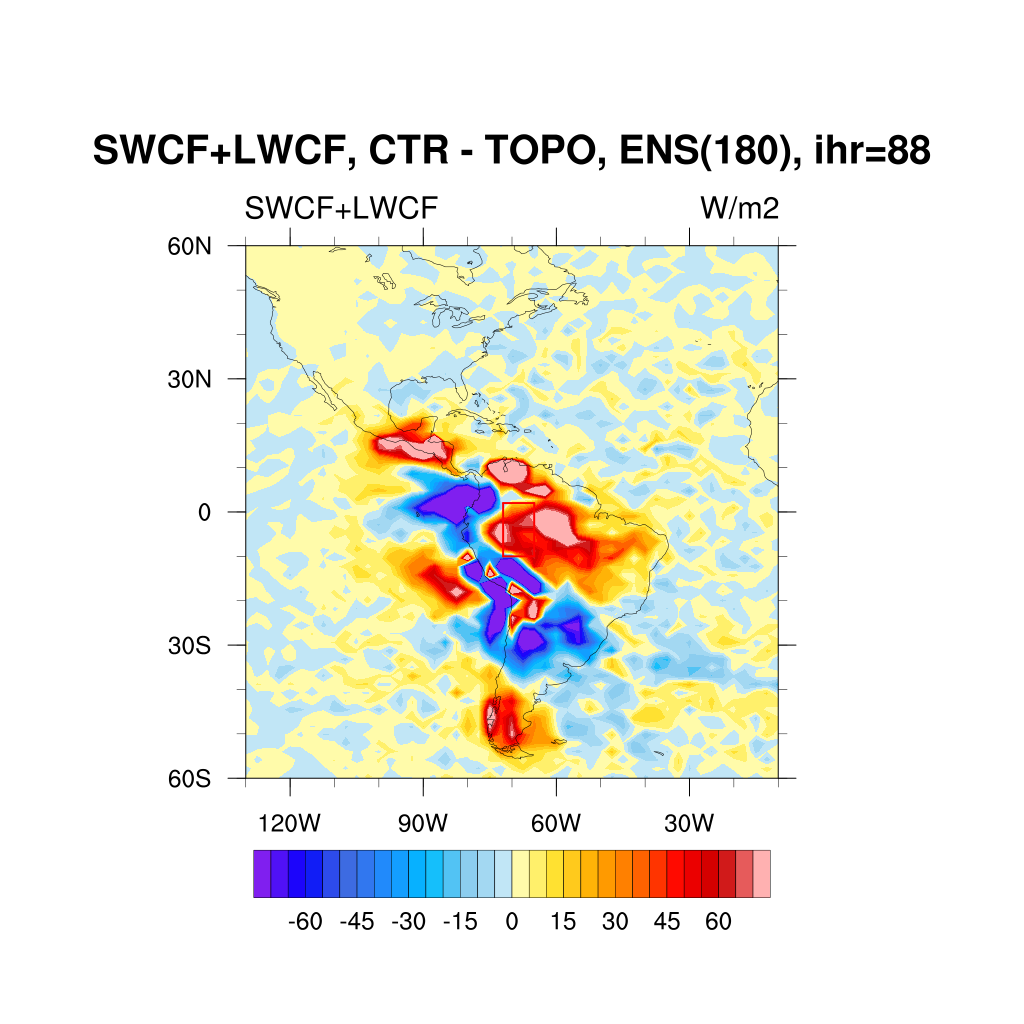 SWCF+LWCF, CTR - TOPO, ENS(180), ihr=88
SWCF+LWCF W/m2
60N
30N
0
30S
60S
120W 90W 60W 30W
-60 -45 -30 -15 0 15 30 45 60